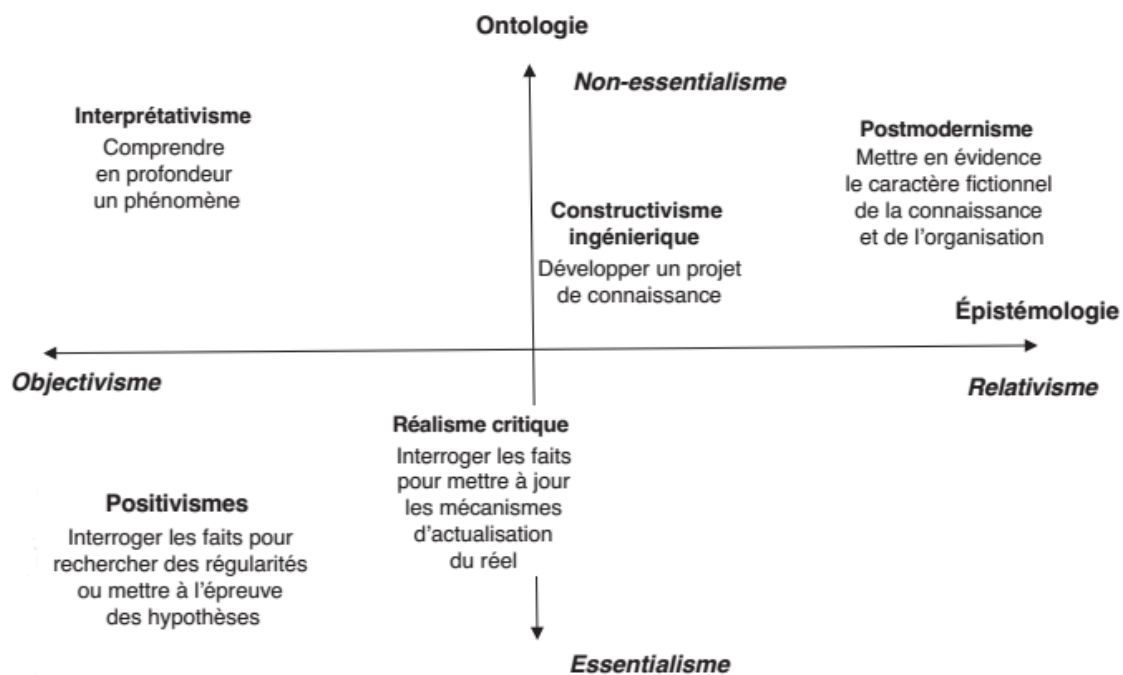 Ontologie
Non-essentialisme
Interprétativisme
Comprendre
en profondeur
un phénomène
Postmodernisme
Mettre en évidence
le caractère fictionnel
de la connaissance
et de l'organisation
Constructivisme
ingénierique
Développer un projet
de connaissance
Épistémologie
Objectivisme
Relativisme
Réalisme critique
Interroger les faits
pour mettre à jour
les mécanismes
d'actualisation
du réel
Positivismes
Interroger les faits pour
rechercher des régularités
ou mettre à l'épreuve
des hypothèses
Essentialisme